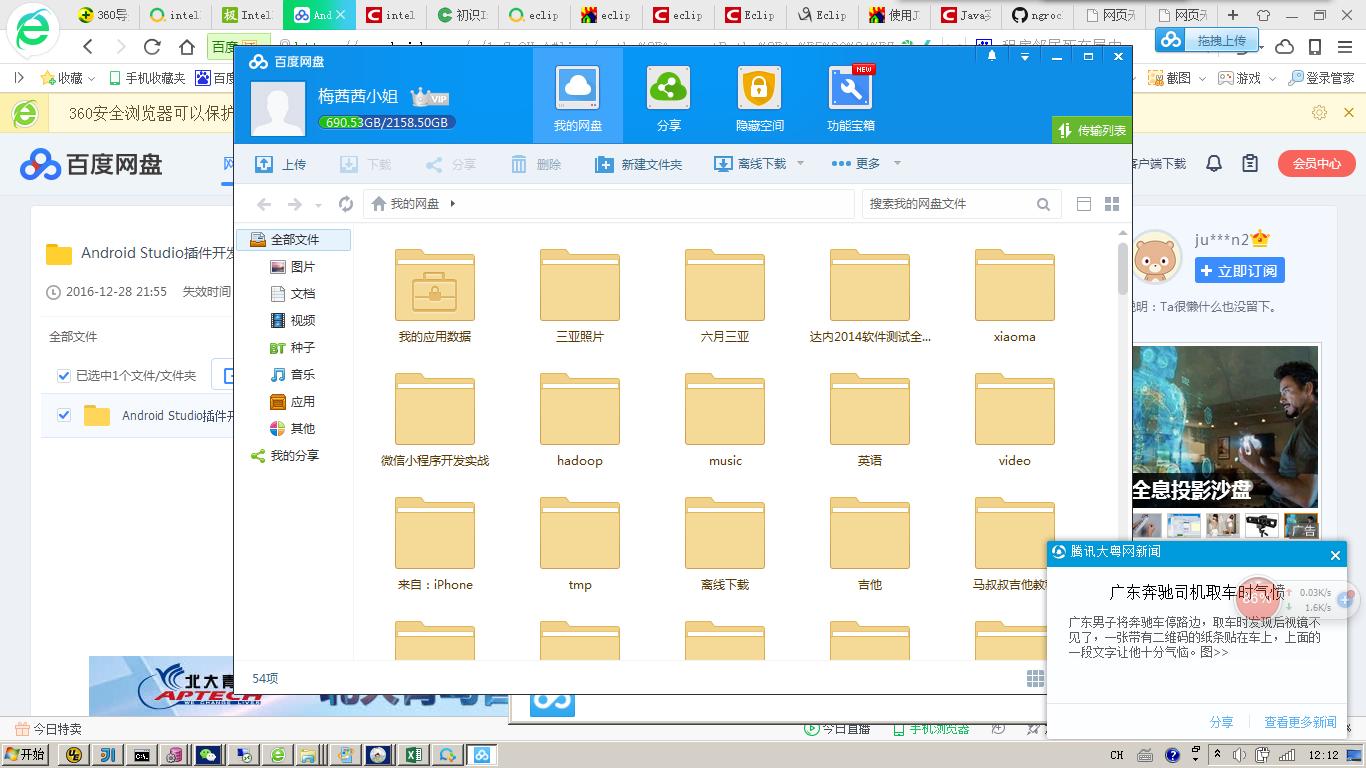 360导
intel
Intel
And
intel
初识I
eclip
eclip
eclip
Eclip
Eclip
使用J
Java安
ngroc
网页无
网页无
百度
拖拽上传
收藏
手机收藏夹
百度
截图
游戏
登录管家
360安全浏览器可以保护
百度网盘
梅茜茜小姐
VIP
690.53GB/2158.50GB
我的网盘
分享
隐藏空间
NEW
功能宝箱
传输列表
百度网盘
网
客户端下载
会员中心
上传
下载
分享
删除
新建文件夹
离线下载
更多
我的网盘
搜索我的网盘文件
Android Studio插件开发
2016-12-28 21:55
失效时间
全部文件
已选中1个文件/文件夹
Android Studio插件开
全部文件
图片
文档
视频
BT 种子
音乐
应用
其他
我的分享
我的应用数据
三亚照片
六月三亚
达内2014软件测试全...
xiaoma
微信小程序开发实战
hadoop
music
英语
video
来自：iPhone
tmp
离线下载
吉他
马叔叔吉他教程
54项
ju***n2
立即订阅
说明：Ta很懒什么也没留下。
全息投影沙盘
广告
腾讯大粤网新闻
广东奔驰司机取车时气愤
广东男子将奔驰车停路边，取车时发现后视镜不
见了，一张带有二维码的纸条贴在车上，上面的
一段文字让他十分气恼。图>>
分享
查看更多新闻
86%
0.03K/s
1.6K/s
北大青
APTECH
WE CHANGE LIVES
今日特卖
今日直播
手机浏览器
开始
CH
12:12